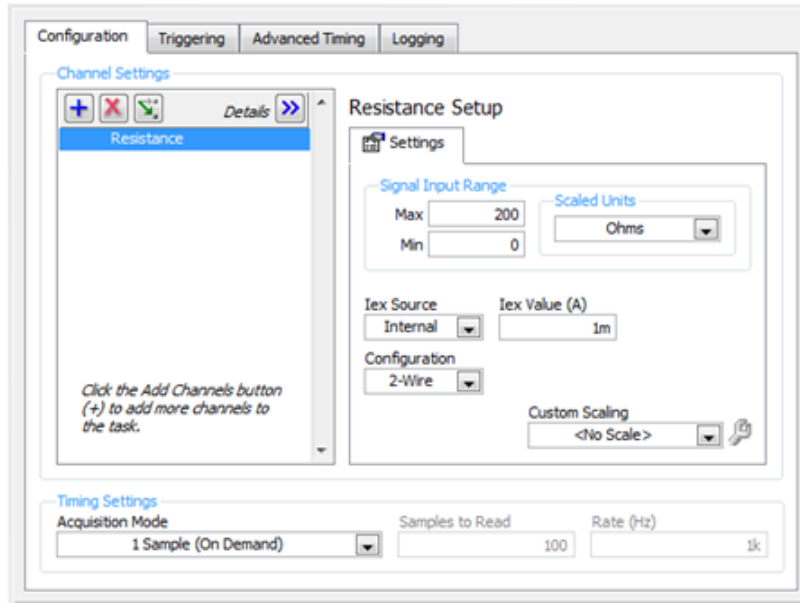 Configuration Triggering Advanced Timing Logging
Channel Settings
Details
Resistance
Click the Add Channels button
(+) to add more channels to
the task.
Resistance Setup
Settings
Signal Input Range
Max 200
Min 0
Scaled Units
Ohms
Iex Source Iex Value (A)
Internal 1m
Configuration
2-Wire
Custom Scaling
<No Scale>
Timing Settings
Acquisition Mode Samples to Read Rate (Hz)
1 Sample (On Demand) 100 1k